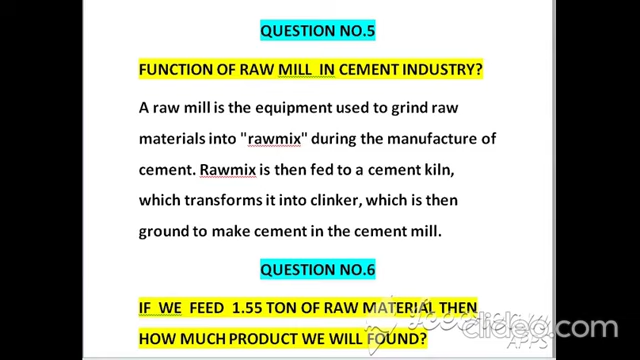 QUESTION NO.5
FUNCTION OF RAW MILL IN CEMENT INDUSTRY?
A raw mill is the equipment used to grind raw
materials into "rawmix" during the manufacture of
cement. Rawmix is then fed to a cement kiln,
which transforms it into clinker, which is then
ground to make cement in the cement mill.
QUESTION NO.6
IF WE FEED 1.55 TON OF RAW MATERIAL THEN
HOW MUCH PRODUCT WE WILL FOUND?
clideo.com